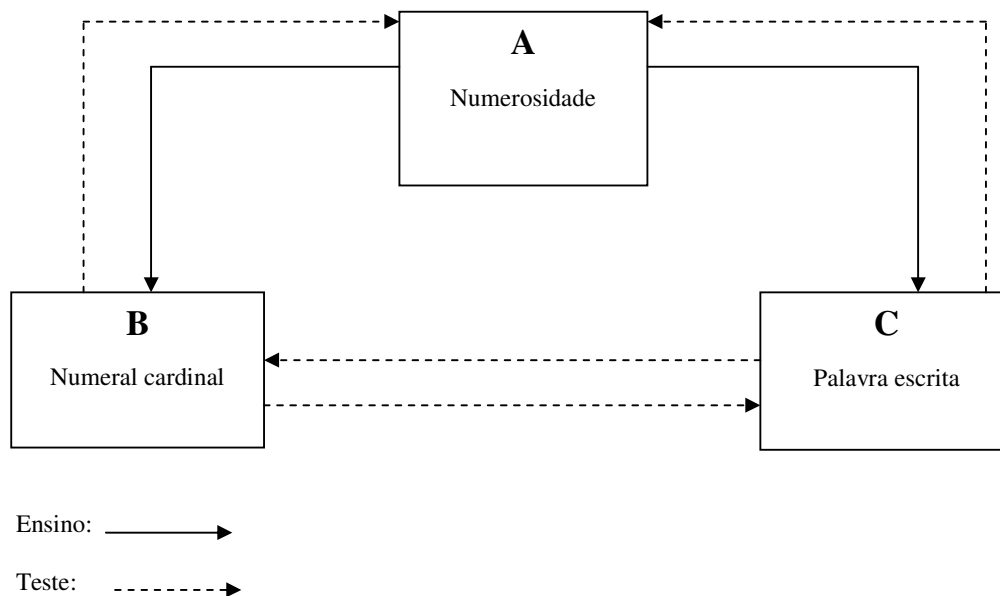 A
Numerosidade
B
Numeral cardinal
C
Palavra escrita
Ensino:
Teste: